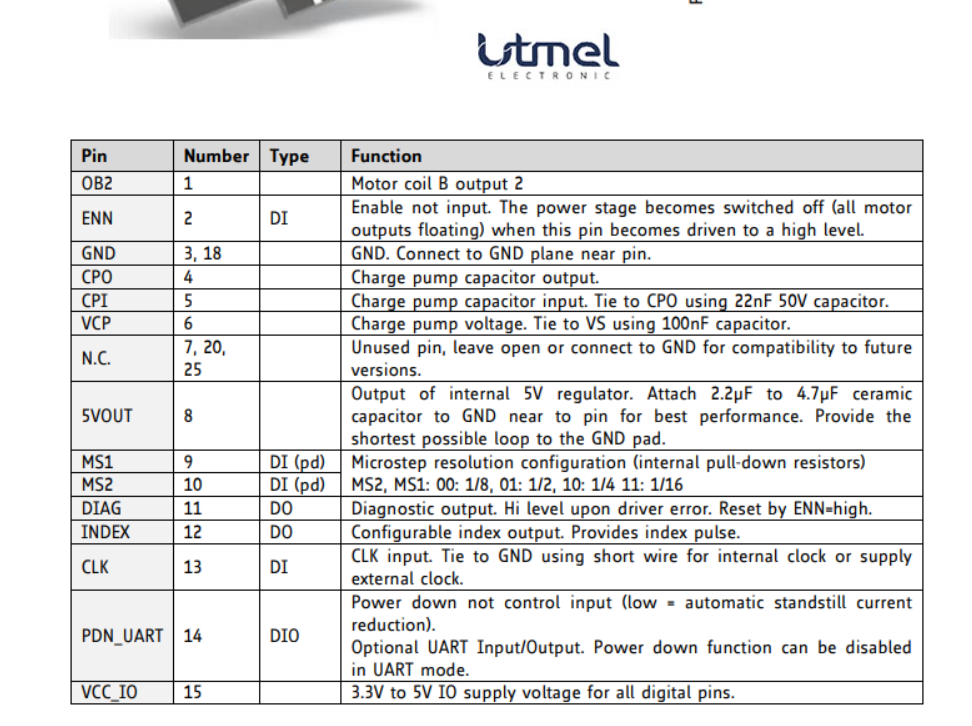 Utmel
ELECTRONIC
Pin Number Type Function
OB2 1 Motor coil B output 2
ENN 2 DI Enable not input. The power stage becomes switched off (all motor
outputs floating) when this pin becomes driven to a high level.
GND 3, 18 GND. Connect to GND plane near pin.
CPO 4 Charge pump capacitor output.
CPI 5 Charge pump capacitor input. Tie to CPO using 22nF 50V capacitor.
VCP 6 Charge pump voltage. Tie to VS using 100nF capacitor.
N.C. 7, 20, Unused pin, leave open or connect to GND for compatibility to future
25 versions.
Output of internal 5V regulator. Attach 2.2µF to 4.7µF ceramic
5VOUT 8 capacitor to GND near to pin for best performance. Provide the
shortest possible loop to the GND pad.
MS1 9 DI (pd) Microstep resolution configuration (internal pull-down resistors)
MS2 10 DI (pd) MS2, MS1: 00: 1/8, 01: 1/2, 10: 1/4 11: 1/16
DIAG 11 DO Diagnostic output. Hi level upon driver error. Reset by ENN=high.
INDEX 12 DO Configurable index output. Provides index pulse.
CLK 13 DI CLK input. Tie to GND using short wire for internal clock or supply
external clock.
Power down not control input (low = automatic standstill current
reduction).
PDN_UART 14 DIO Optional UART Input/Output. Power down function can be disabled
in UART mode.
VCC_IO 15 3.3V to 5V IO supply voltage for all digital pins.